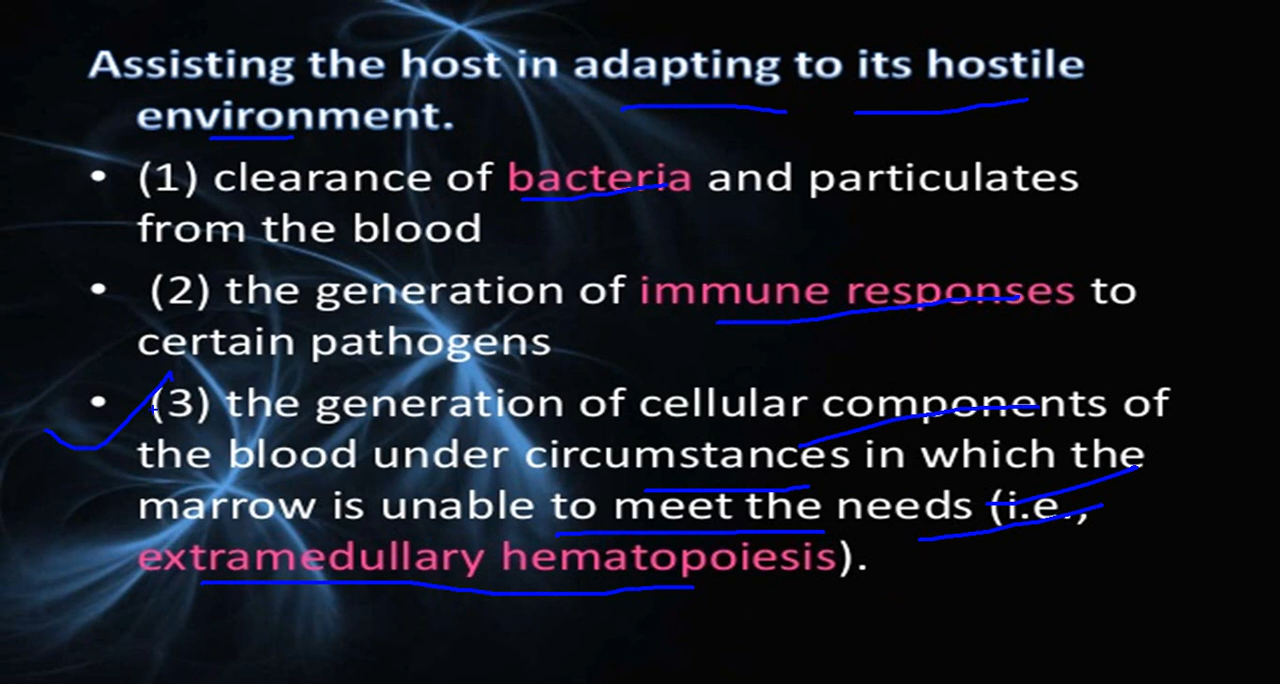 Assisting the host in adapting to its hostile
environment.
• (1) clearance of bacteria and particulates
from the blood
• (2) the generation of immune responses to
certain pathogens
• (3) the generation of cellular components of
the blood under circumstances in which the
marrow is unable to meet the needs (i.e.,
extramedullary hematopoiesis).